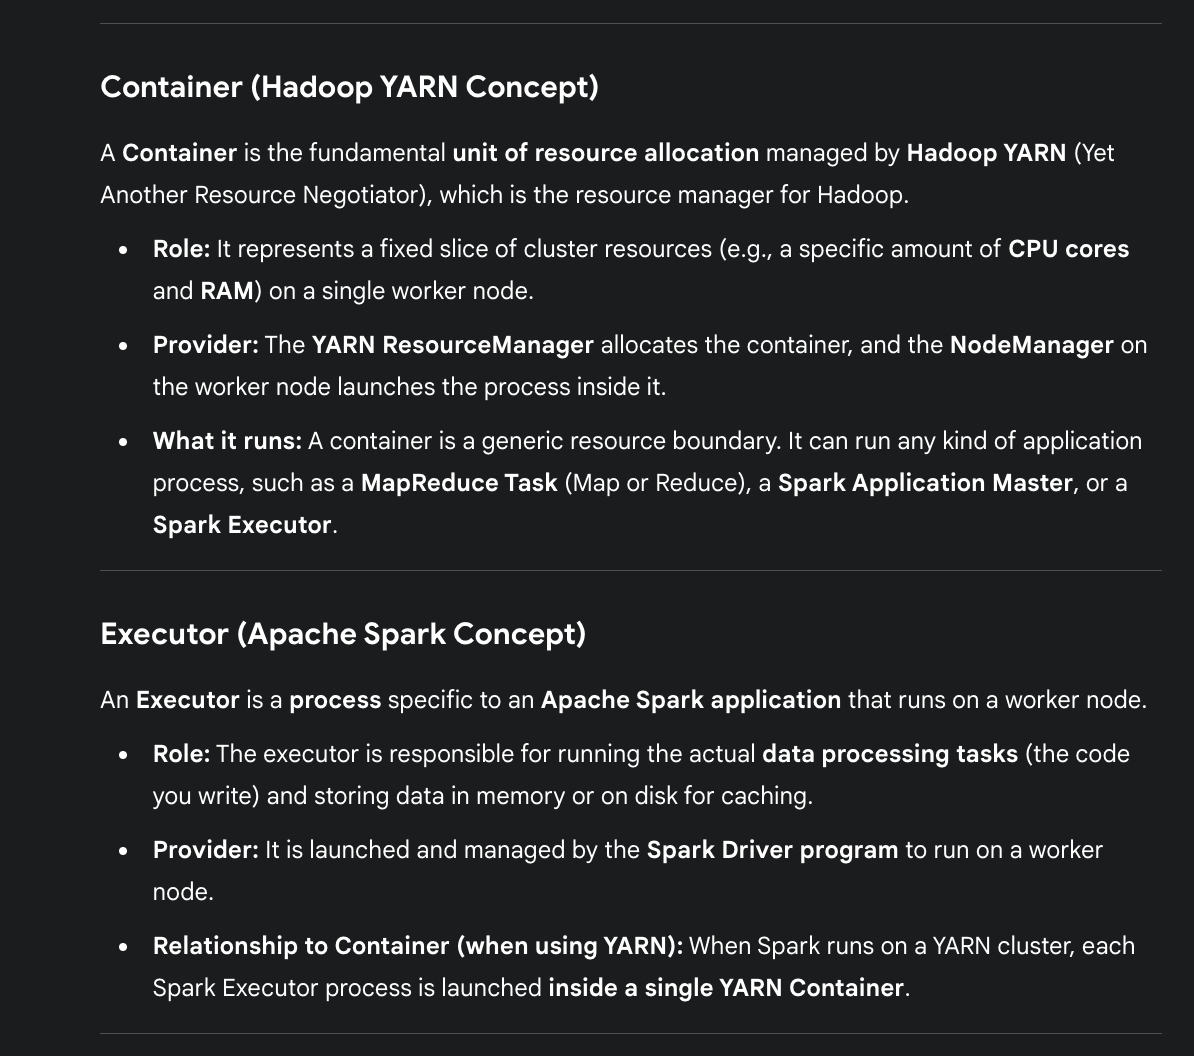 Container (Hadoop YARN Concept)
A Container is the fundamental unit of resource allocation managed by Hadoop YARN (Yet
Another Resource Negotiator), which is the resource manager for Hadoop.
• Role: It represents a fixed slice of cluster resources (e.g., a specific amount of CPU cores
and RAM) on a single worker node.
• Provider: The YARN ResourceManager allocates the container, and the NodeManager on
the worker node launches the process inside it.
• What it runs: A container is a generic resource boundary. It can run any kind of application
process, such as a MapReduce Task (Map or Reduce), a Spark Application Master, or a
Spark Executor.
Executor (Apache Spark Concept)
An Executor is a process specific to an Apache Spark application that runs on a worker node.
• Role: The executor is responsible for running the actual data processing tasks (the code
you write) and storing data in memory or on disk for caching.
• Provider: It is launched and managed by the Spark Driver program to run on a worker
node.
• Relationship to Container (when using YARN): When Spark runs on a YARN cluster, each
Spark Executor process is launched inside a single YARN Container.